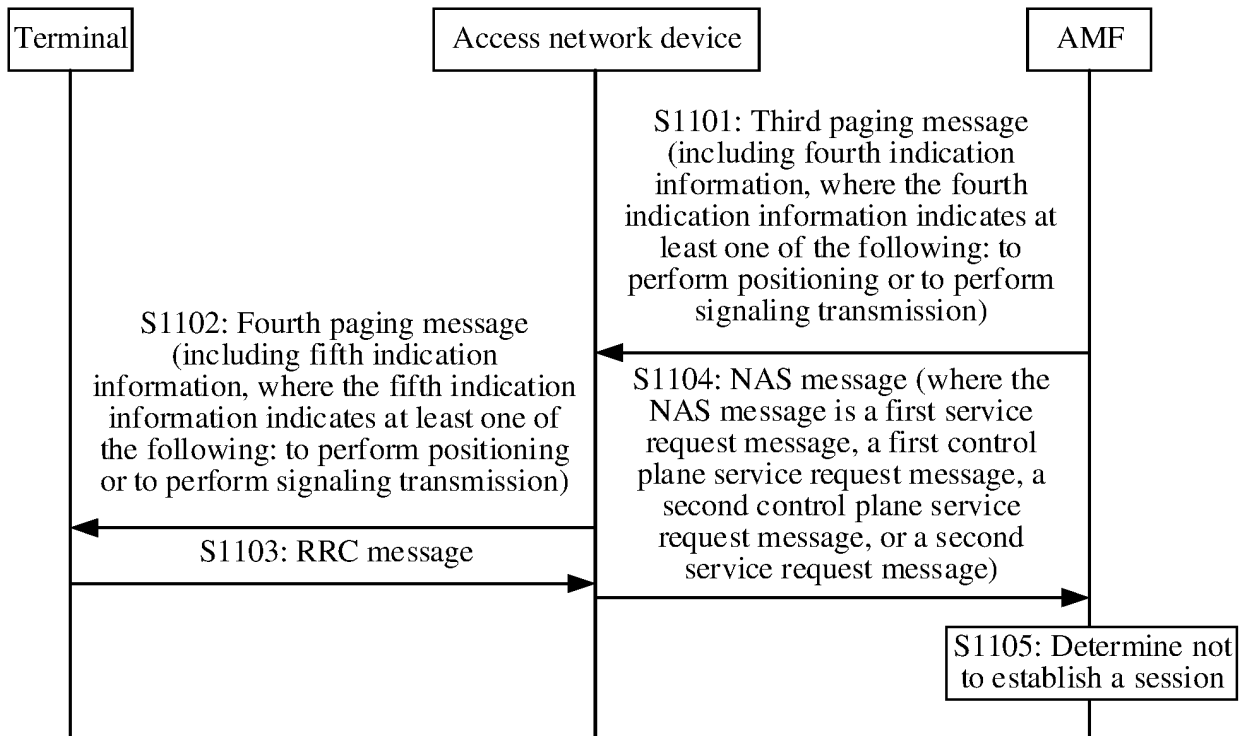 Terminal
Access network device
AMF
S1101: Third paging message
(including fourth indication
information, where the fourth
indication information indicates at
least one of the following: to
perform positioning or to perform
signaling transmission)
S1102: Fourth paging message
(including fifth indication
information, where the fifth indication
information indicates at least one of
the following: to perform positioning
or to perform signaling transmission)
S1103: RRC message
S1104: NAS message (where the
NAS message is a first service
request message, a first control
plane service request message, a
second control plane service
request message, or a second
service request message)
S1105: Determine not
to establish a session